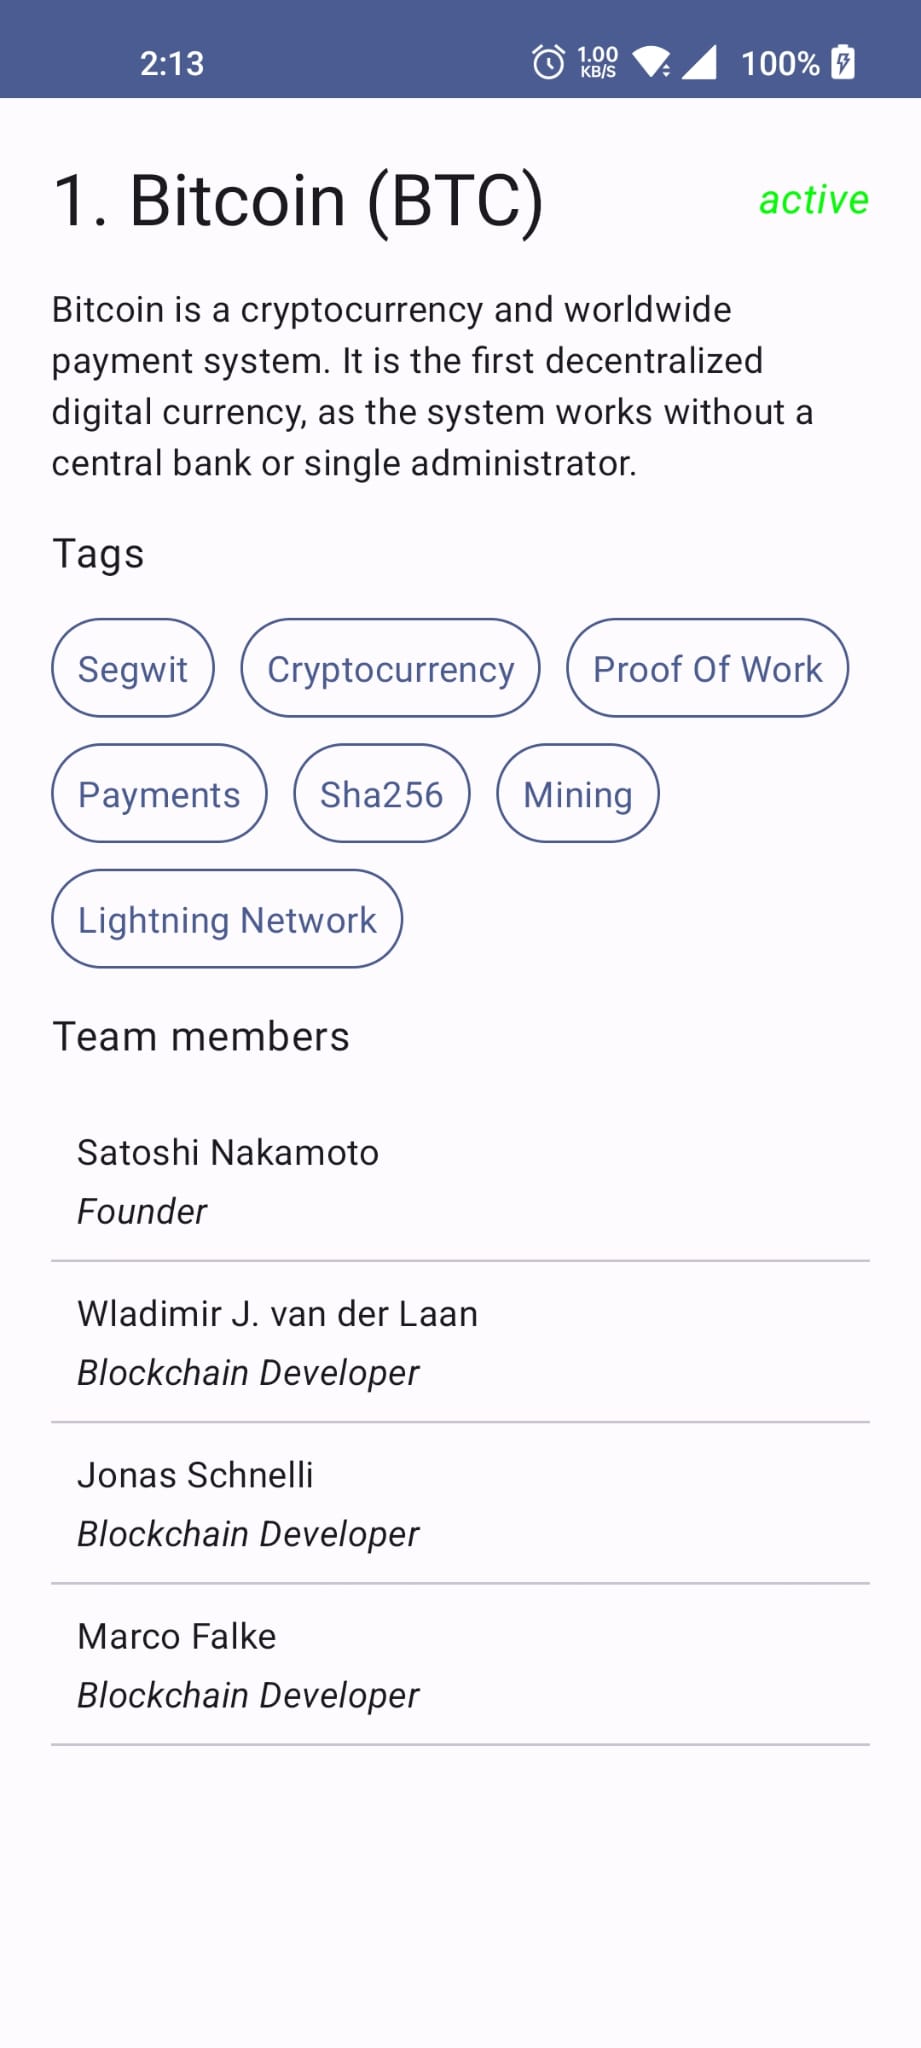 2:13 1.00 KB/S 100%
1. Bitcoin (BTC) active
Bitcoin is a cryptocurrency and worldwide
payment system. It is the first decentralized
digital currency, as the system works without a
central bank or single administrator.
Tags
Segwit Cryptocurrency Proof Of Work
Payments Sha256 Mining
Lightning Network
Team members
Satoshi Nakamoto
Founder
Wladimir J. van der Laan
Blockchain Developer
Jonas Schnelli
Blockchain Developer
Marco Falke
Blockchain Developer